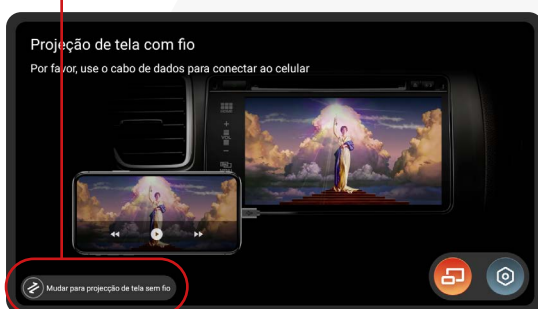 Projeção de tela com fio
Por favor, use o cabo de dados para conectar ao celular
VOL
Mudar para projecção de tela sem fio